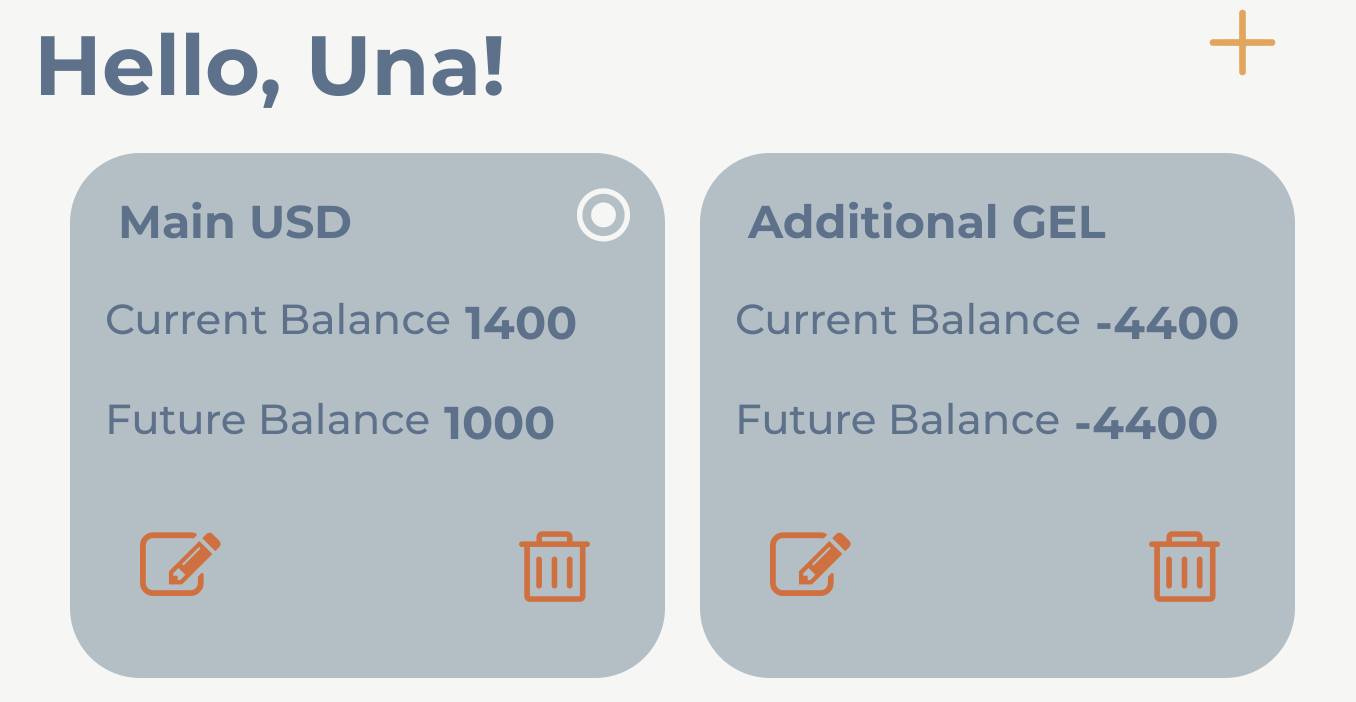 Hello, Una!
Main USD
Current Balance 1400
Future Balance 1000
Additional GEL
Current Balance -4400
Future Balance -4400